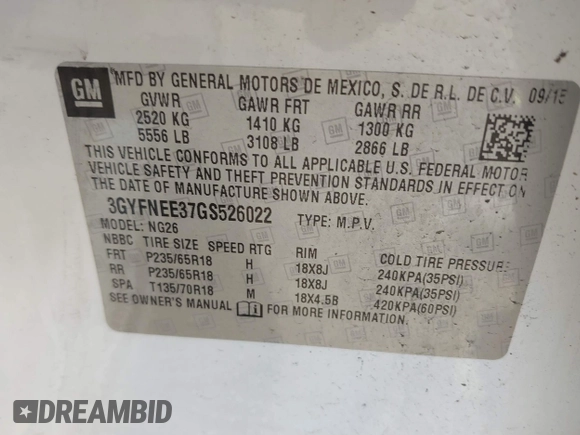 GM
MFD BY GENERAL MOTORS DE MEXICO, S. DE R.L. DE C.V. 09/15
GVWR GAWR FRT GAWR RR
2520 KG 1410 KG 1300 KG
5556 LB 3108 LB 2866 LB
THIS VEHICLE CONFORMS TO ALL APPLICABLE U.S. FEDERAL MOTOR
VEHICLE SAFETY AND THEFT PREVENTION STANDARDS IN EFFECT ON
THE DATE OF MANUFACTURE SHOWN ABOVE.
3GYFNEE37GS526022 TYPE: M.P.V.
MODEL: NG26
NBBC TIRE SIZE SPEED RTG RIM COLD TIRE PRESSURE
FRT P235/65R18 H 18X8J 240KPA(35PSI)
RR P235/65R18 H 18X8J 240KPA(35PSI)
SPA T135/70R18 M 18X4.5B 420KPA(60PSI)
SEE OWNER'S MANUAL i FOR MORE INFORMATION
DREAMBID